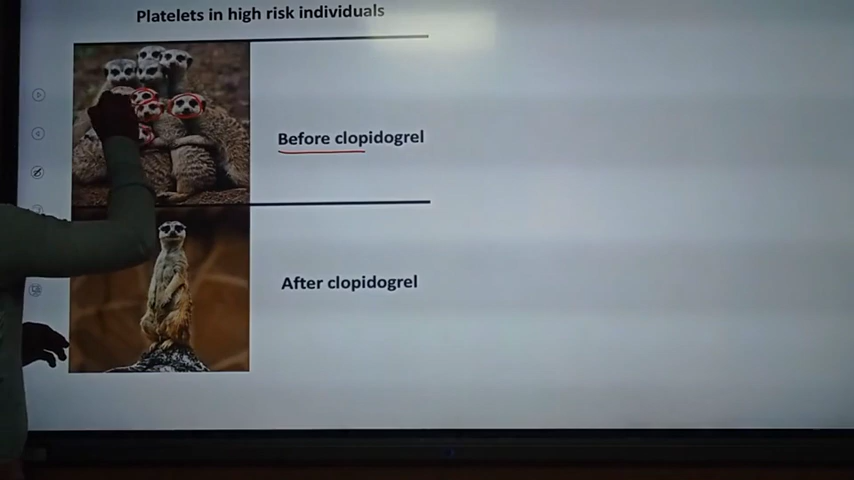 Platelets in high risk individuals
Before clopidogrel
After clopidogrel